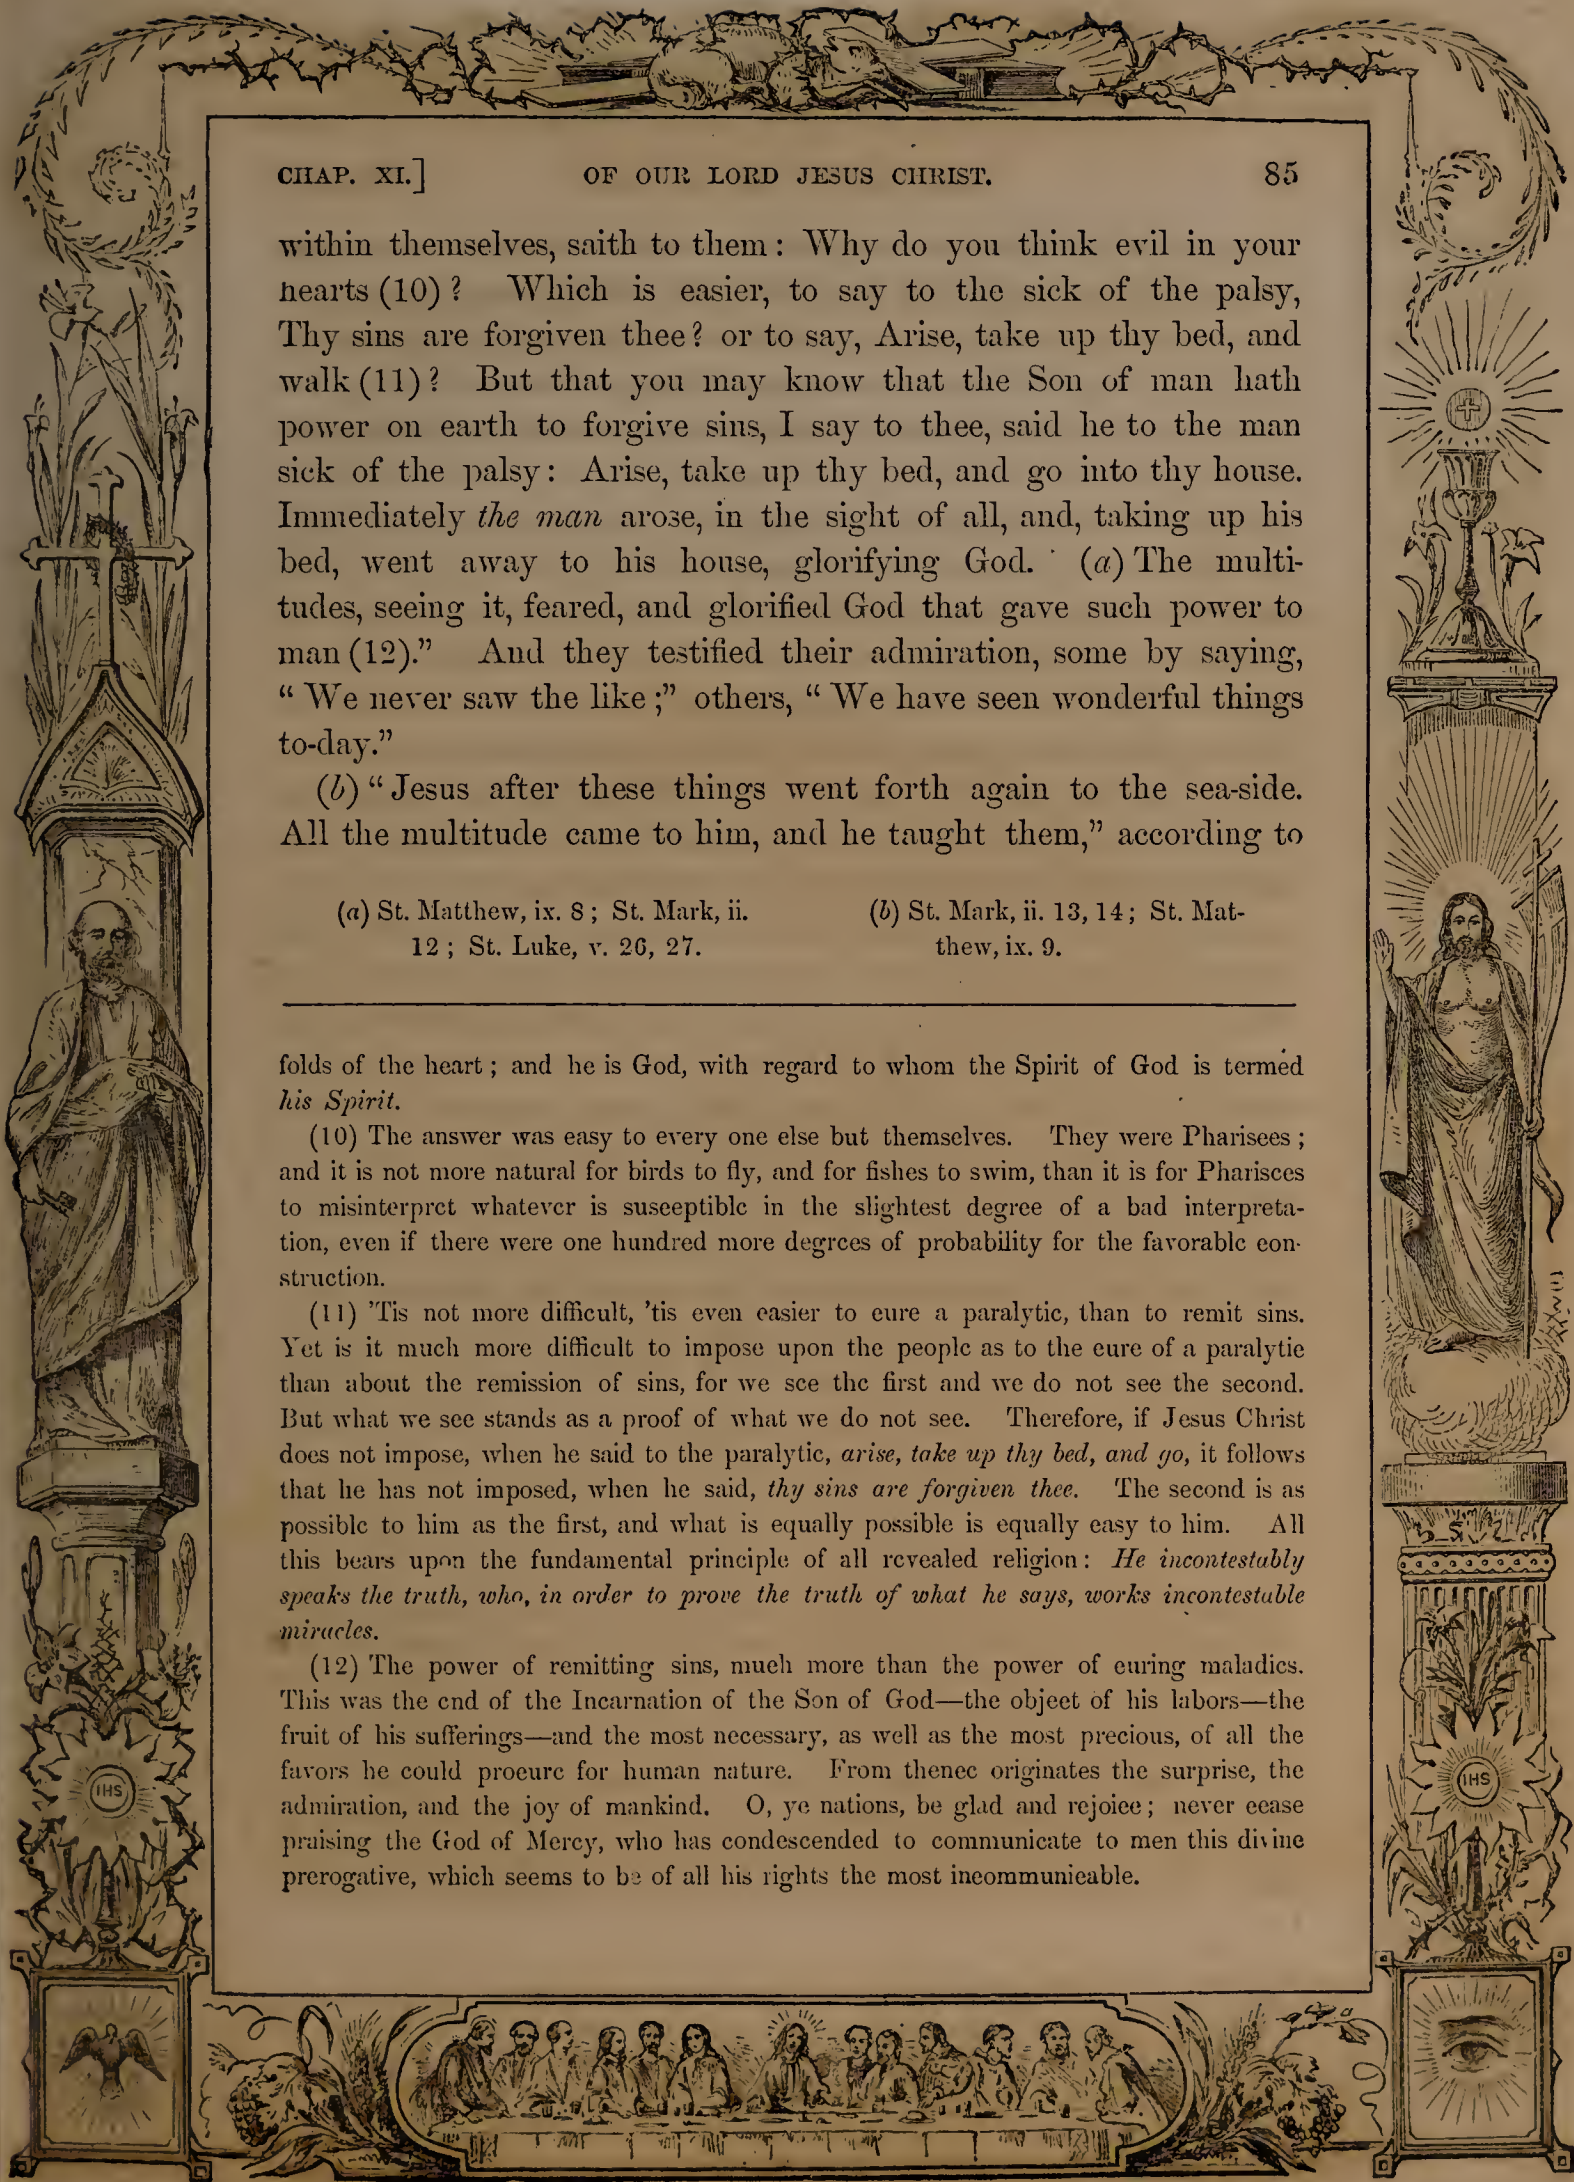 CHAP. XI.] OF OUR LORD JESUS CHRIST. 85
within themselves, saith to them : Why do you think evil in your
hearts (10) ? Which is easier, to say to the sick of the palsy,
Thy sins are forgiven thee ? or to say, Arise, take up thy bed, and
walk (11) ? But that you may know that the Son of man hath
power on earth to forgive sins, I say to thee, said he to the man
sick of the palsy : Arise, take up thy bed, and go into thy house.
Immediately the man arose, in the sight of all, and, taking up his
bed, went away to his house, glorifying God. (a) The multi-
tudes, seeing it, feared, and glorified God that gave such power to
man (12).” And they testified their admiration, some by saying,
“ We never saw the like ;” others, “ We have seen wonderful things
to-day.”
(b) “ Jesus after these things went forth again to the sea-side.
All the multitude came to him, and he taught them,” according to
(a) St. Matthew, ix. 8 ; St. Mark, ii.
12 ; St. Luke, v. 26, 27.
(b) St. Mark, ii. 13, 14 ; St. Mat-
thew, ix. 9.
folds of the heart ; and he is God, with regard to whom the Spirit of God is termed
his Spirit.
(10) The answer was easy to every one else but themselves. They were Pharisees ;
and it is not more natural for birds to fly, and for fishes to swim, than it is for Pharisees
to misinterpret whatever is susceptible in the slightest degree of a bad interpreta-
tion, even if there were one hundred more degrees of probability for the favorable con-
struction.
(11) ’Tis not more difficult, ’tis even easier to cure a paralytic, than to remit sins.
Yet is it much more difficult to impose upon the people as to the cure of a paralytic
than about the remission of sins, for we see the first and we do not see the second.
But what we see stands as a proof of what we do not see. Therefore, if Jesus Christ
does not impose, when he said to the paralytic, arise, take up thy bed, and go, it follows
that he has not imposed, when he said, thy sins are forgiven thee. The second is as
possible to him as the first, and what is equally possible is equally easy to him. All
this bears upon the fundamental principle of all revealed religion : He incontestably
speaks the truth, who, in order to prove the truth of what he says, works incontestable
miracles.
(12) The power of remitting sins, much more than the power of curing maladies.
This was the end of the Incarnation of the Son of God—the object of his labors—the
fruit of his sufferings—and the most necessary, as well as the most precious, of all the
favors he could procure for human nature. From thence originates the surprise, the
admiration, and the joy of mankind. O, ye nations, be glad and rejoice ; never cease
praising the God of Mercy, who has condescended to communicate to men this divine
prerogative, which seems to be of all his rights the most incommunicable.
IHS
IHS